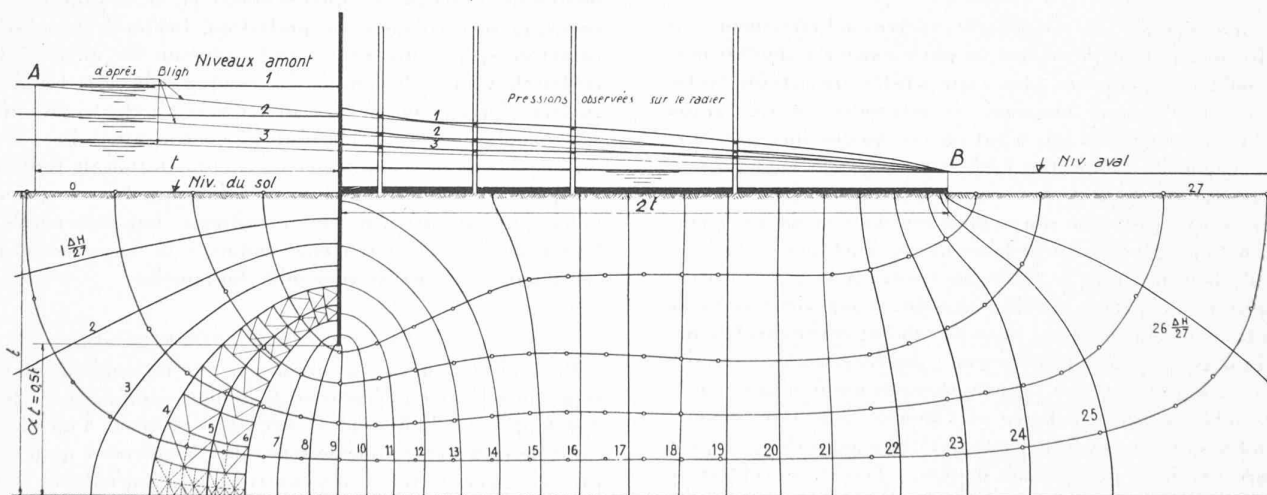 A
Niveaux amont
d'après Bligh
1
2
3
Pressions observées sur le radier
1
2
3
B
Niv aval
t
0
Niv. du sol
2t
27
1 ΔH/27
2
3
4
5
6
7
8
9
10
11
12
13
14
15
16
17
18
19
20
21
22
23
24
25
26 ΔH/27
t
αt=0,5t